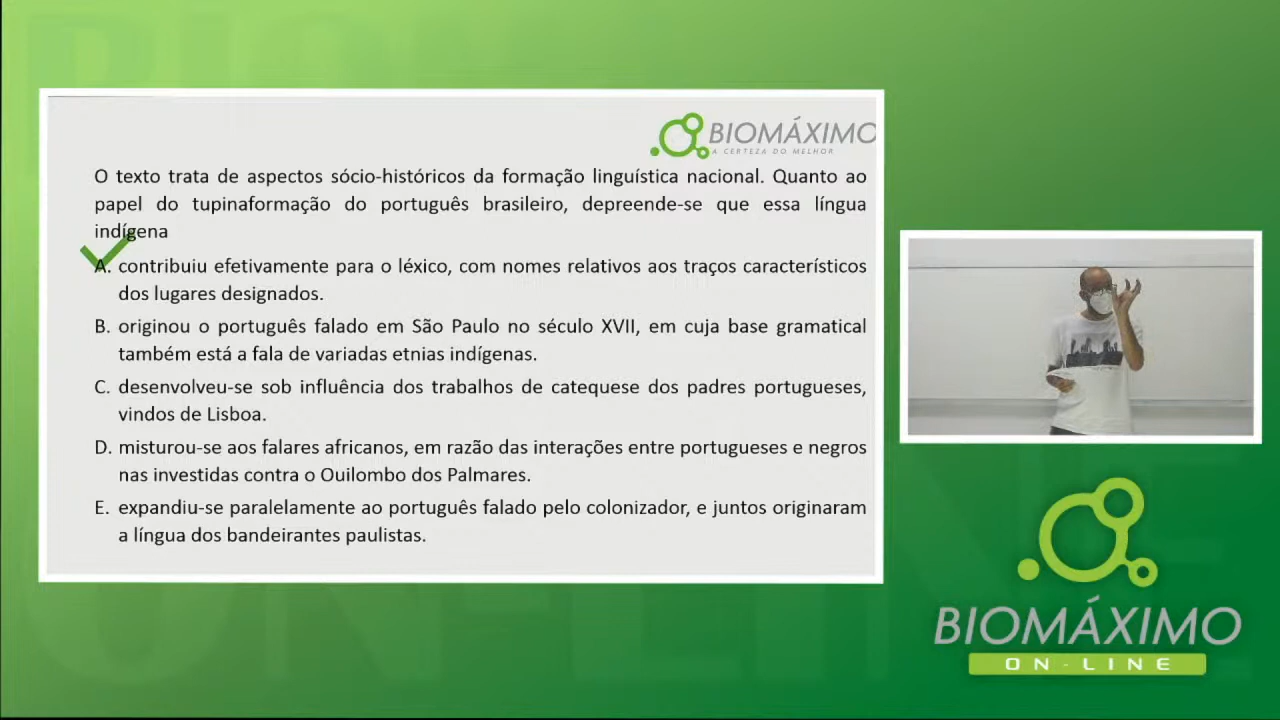 BIOMÁXIMO
A CERTEZA DO MELHOR
O texto trata de aspectos sócio-históricos da formação linguística nacional. Quanto ao
papel do tupinaformação do português brasileiro, depreende-se que essa língua
indígena
A. contribuiu efetivamente para o léxico, com nomes relativos aos traços característicos
dos lugares designados.
B. originou o português falado em São Paulo no século XVII, em cuja base gramatical
também está a fala de variadas etnias indígenas.
C. desenvolveu-se sob influência dos trabalhos de catequese dos padres portugueses,
vindos de Lisboa.
D. misturou-se aos falares africanos, em razão das interações entre portugueses e negros
nas investidas contra o Ouilombo dos Palmares.
E. expandiu-se paralelamente ao português falado pelo colonizador, e juntos originaram
a língua dos bandeirantes paulistas.
BIOMÁXIMO
ON-LINE